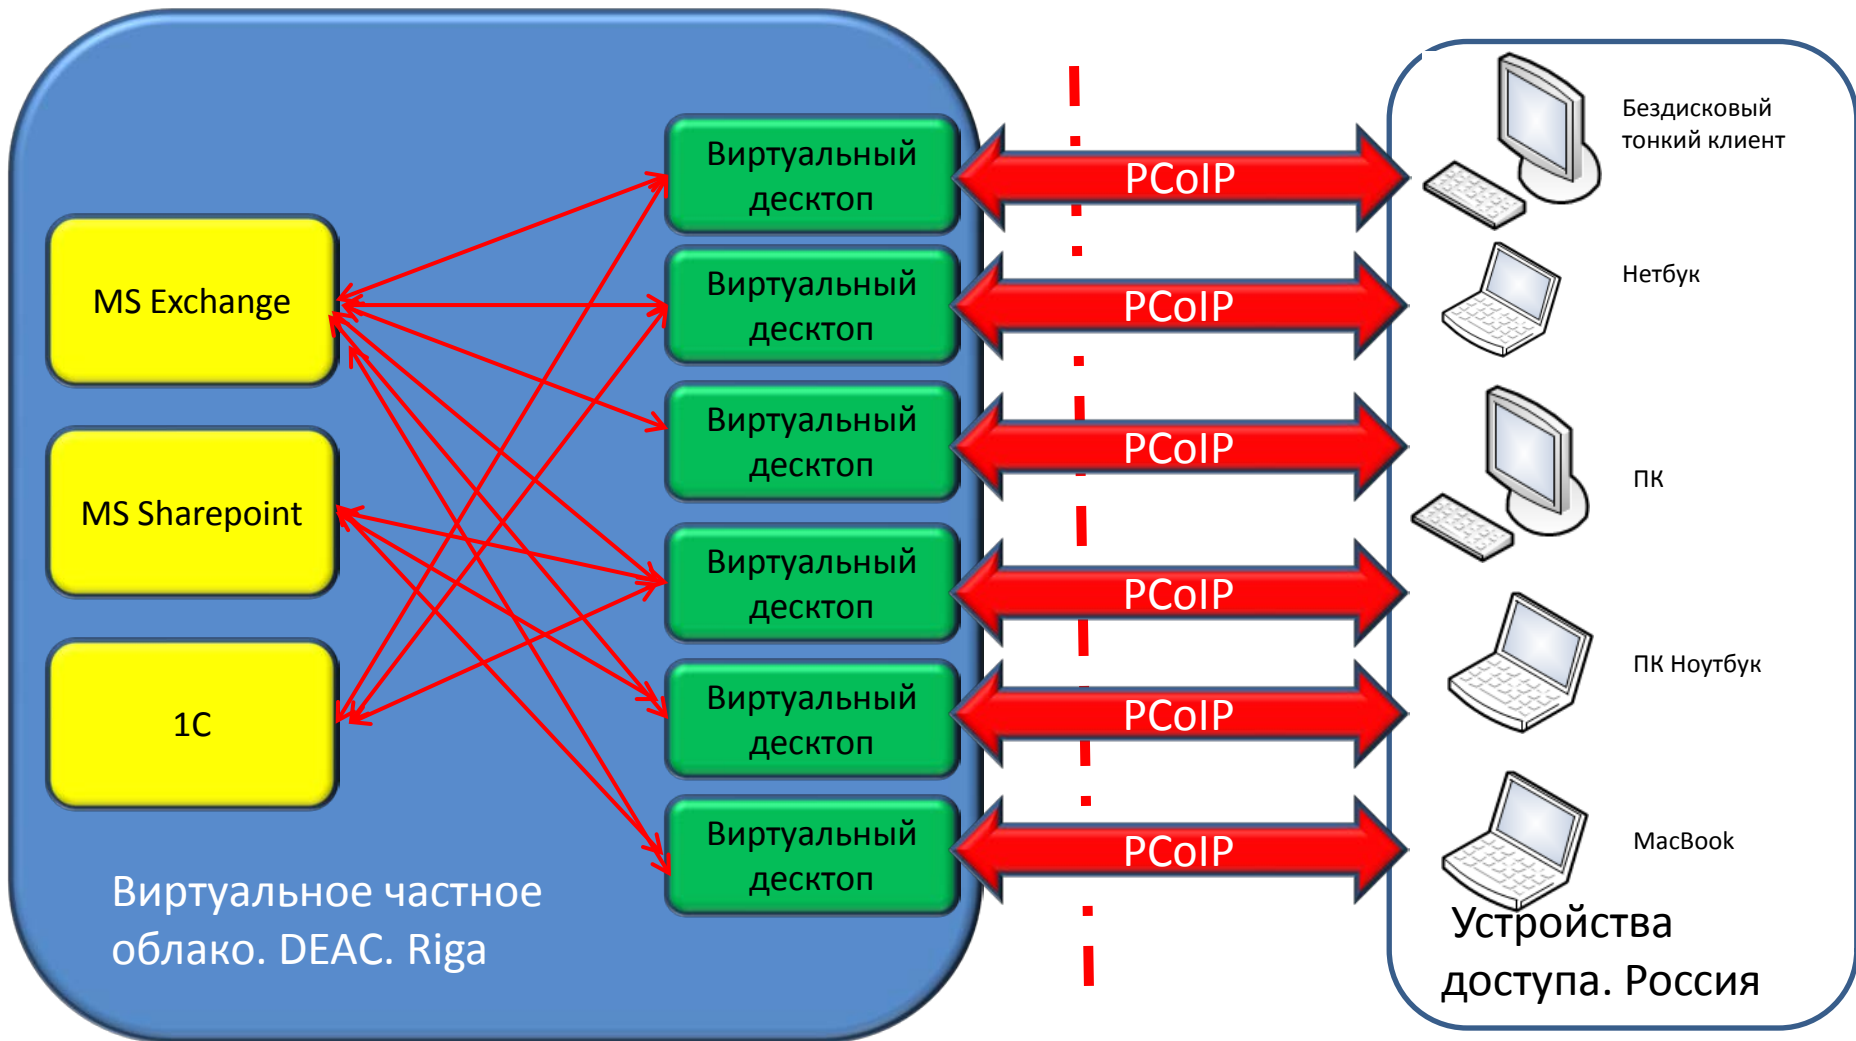 MS Exchange
MS Sharepoint
1C
Виртуальное частное
облако. DEAC. Riga
Виртуальный
десктоп
Виртуальный
десктоп
Виртуальный
десктоп
Виртуальный
десктоп
Виртуальный
десктоп
Виртуальный
десктоп
PCoIP
PCoIP
PCoIP
PCoIP
PCoIP
PCoIP
Бездисковый
тонкий клиент
Нетбук
ПК
ПК Ноутбук
MacBook
Устройства
доступа. Россия